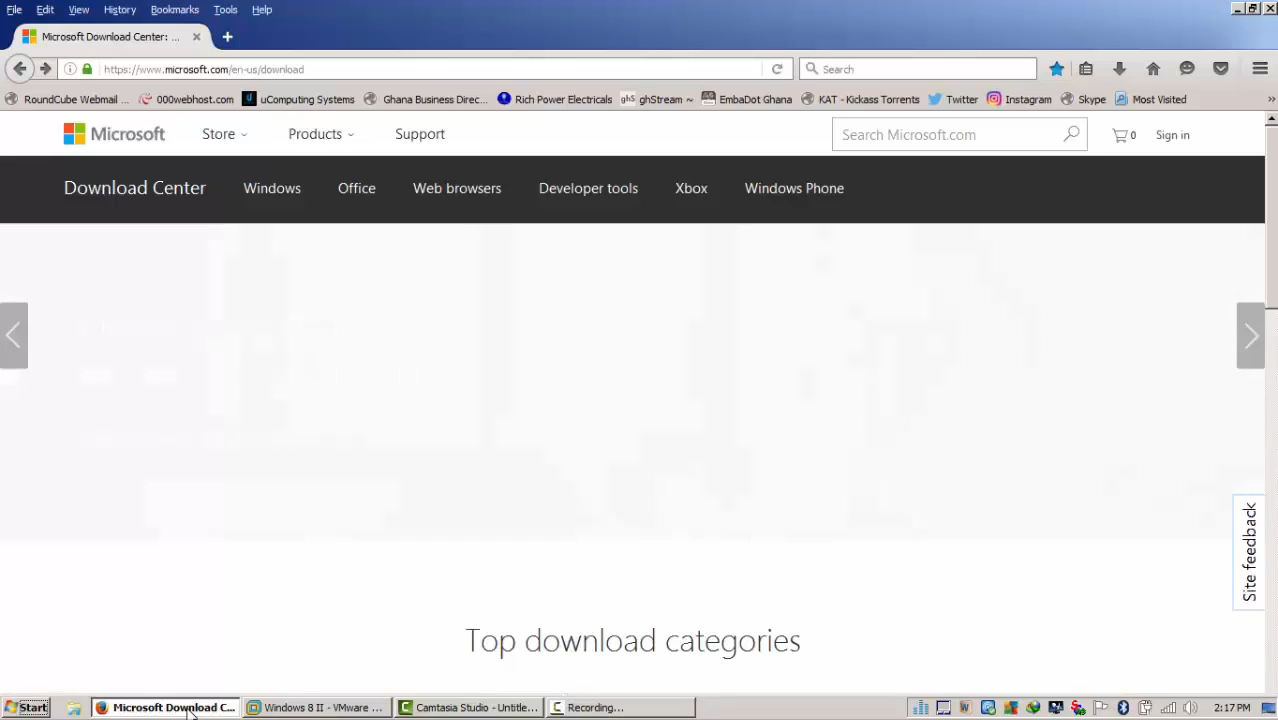 File Edit View History Bookmarks Tools Help
Microsoft Download Center: ...
https://www.microsoft.com/en-us/download
Search
RoundCube Webmail ... 000webhost.com uComputing Systems Ghana Business Direc... Rich Power Electricals ghS ghStream ~ EmbaDot Ghana KAT - Kickass Torrents Twitter Instagram Skype Most Visited
Microsoft Store Products Support Search Microsoft.com 0 Sign in
Download Center Windows Office Web browsers Developer tools Xbox Windows Phone
Site feedback
Top download categories
Start Microsoft Download C... Windows 8 II - VMware ... Camtasia Studio - Untitle... Recording... 2:17 PM